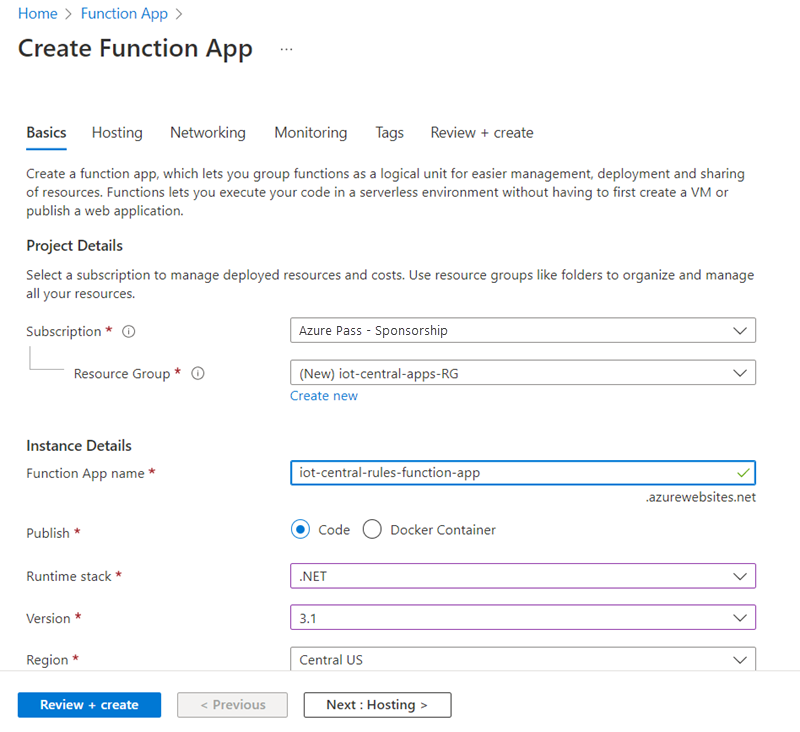 Home > Function App >
Create Function App ...
Basics Hosting Networking Monitoring Tags Review + create
Create a function app, which lets you group functions as a logical unit for easier management, deployment and sharing
of resources. Functions lets you execute your code in a serverless environment without having to first create a VM or
publish a web application.
Project Details
Select a subscription to manage deployed resources and costs. Use resource groups like folders to organize and manage
all your resources.
Subscription * Azure Pass - Sponsorship
Resource Group * (New) iot-central-apps-RG
Create new
Instance Details
Function App name * iot-central-rules-function-app
.azurewebsites.net
Publish * Code Docker Container
Runtime stack * .NET
Version * 3.1
Region * Central US
Review + create < Previous Next : Hosting >